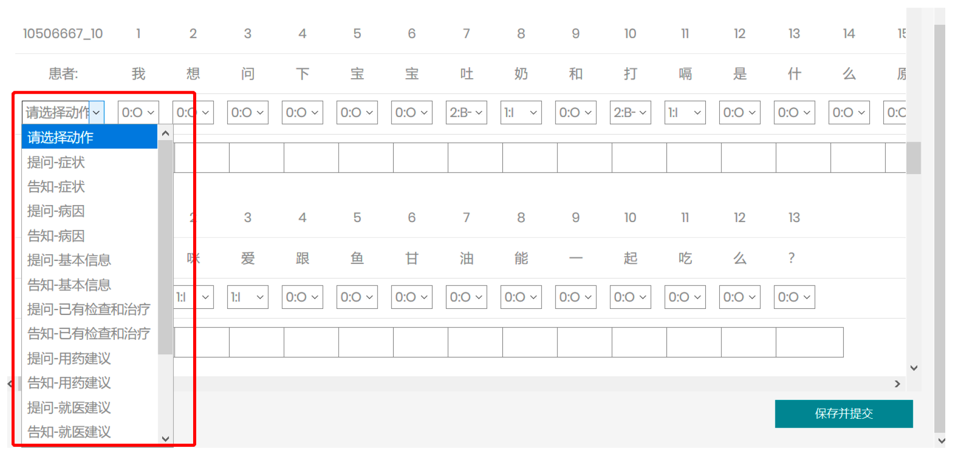 10506667_10 1 2 3 4 5 6 7 8 9 10 11 12 13 14
患者: 我 想 问 下 宝 宝 吐 奶 和 打 嗝 是 什 么
请选择动作 0:O 0:O 0:O 0:O 0:O 0:O 2:B- 1:I 0:O 2:B- 1:I 0:O 0:O 0:O
请选择动作
提问-症状
告知-症状
提问-病因
告知-病因
2 3 4 5 6 7 8 9 10 11 12 13
提问-基本信息
咪 爱 跟 鱼 甘 油 能 一 起 吃 么 ?
告知-基本信息
1:I 1:I 0:O 0:O 0:O 0:O 0:O 0:O 0:O 0:O 0:O 0:O
提问-已有检查和治疗
告知-已有检查和治疗
提问-用药建议
告知-用药建议
提问-就医建议
保存并提交
告知-就医建议